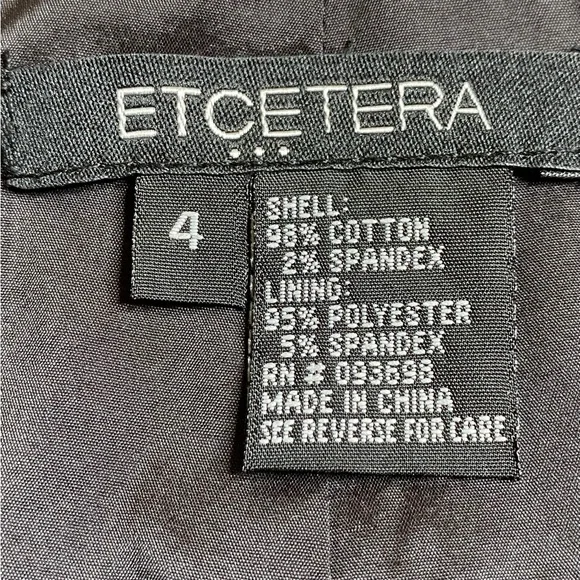 ETCETERA
...
4
SHELL:
98% COTTON
2% SPANDEX
LINING:
95% POLYESTER
5% SPANDEX
RN # 083698
MADE IN CHINA
SEE REVERSE FOR CARE